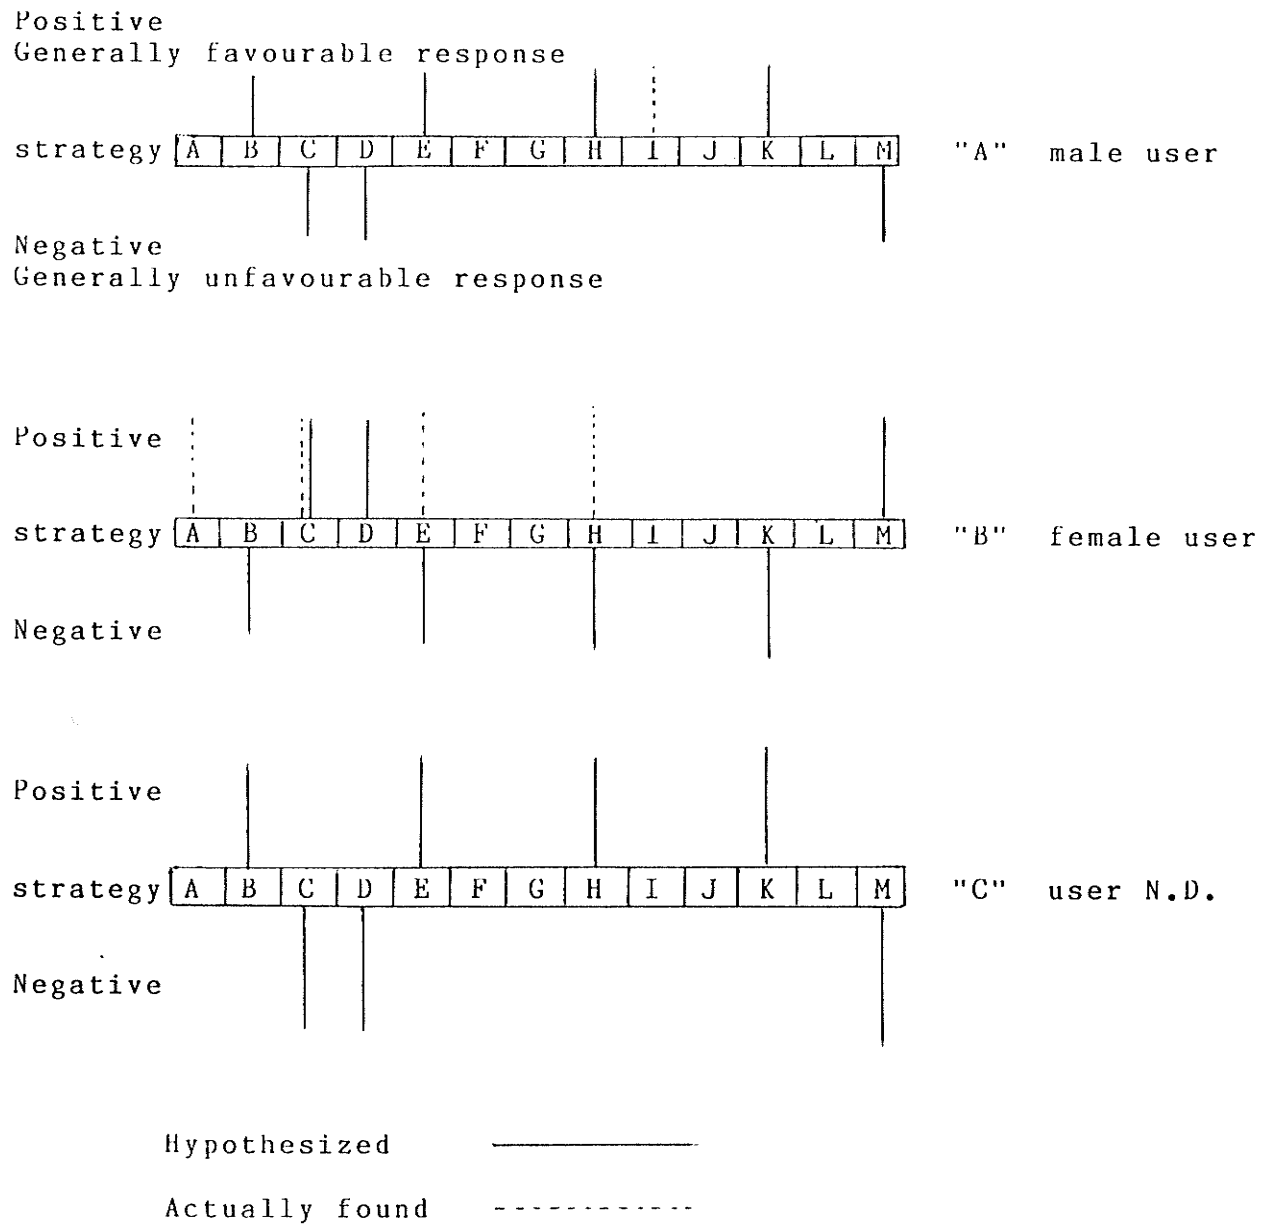 Positive
Generally favourable response
strategy A B C D E F G H I J K L M "A" male user
Negative
Generally unfavourable response
Positive
strategy A B C D E F G H I J K L M "B" female user
Negative
Positive
strategy A B C D E F G H I J K L M "C" user N.D.
Negative
Hypothesized
Actually found